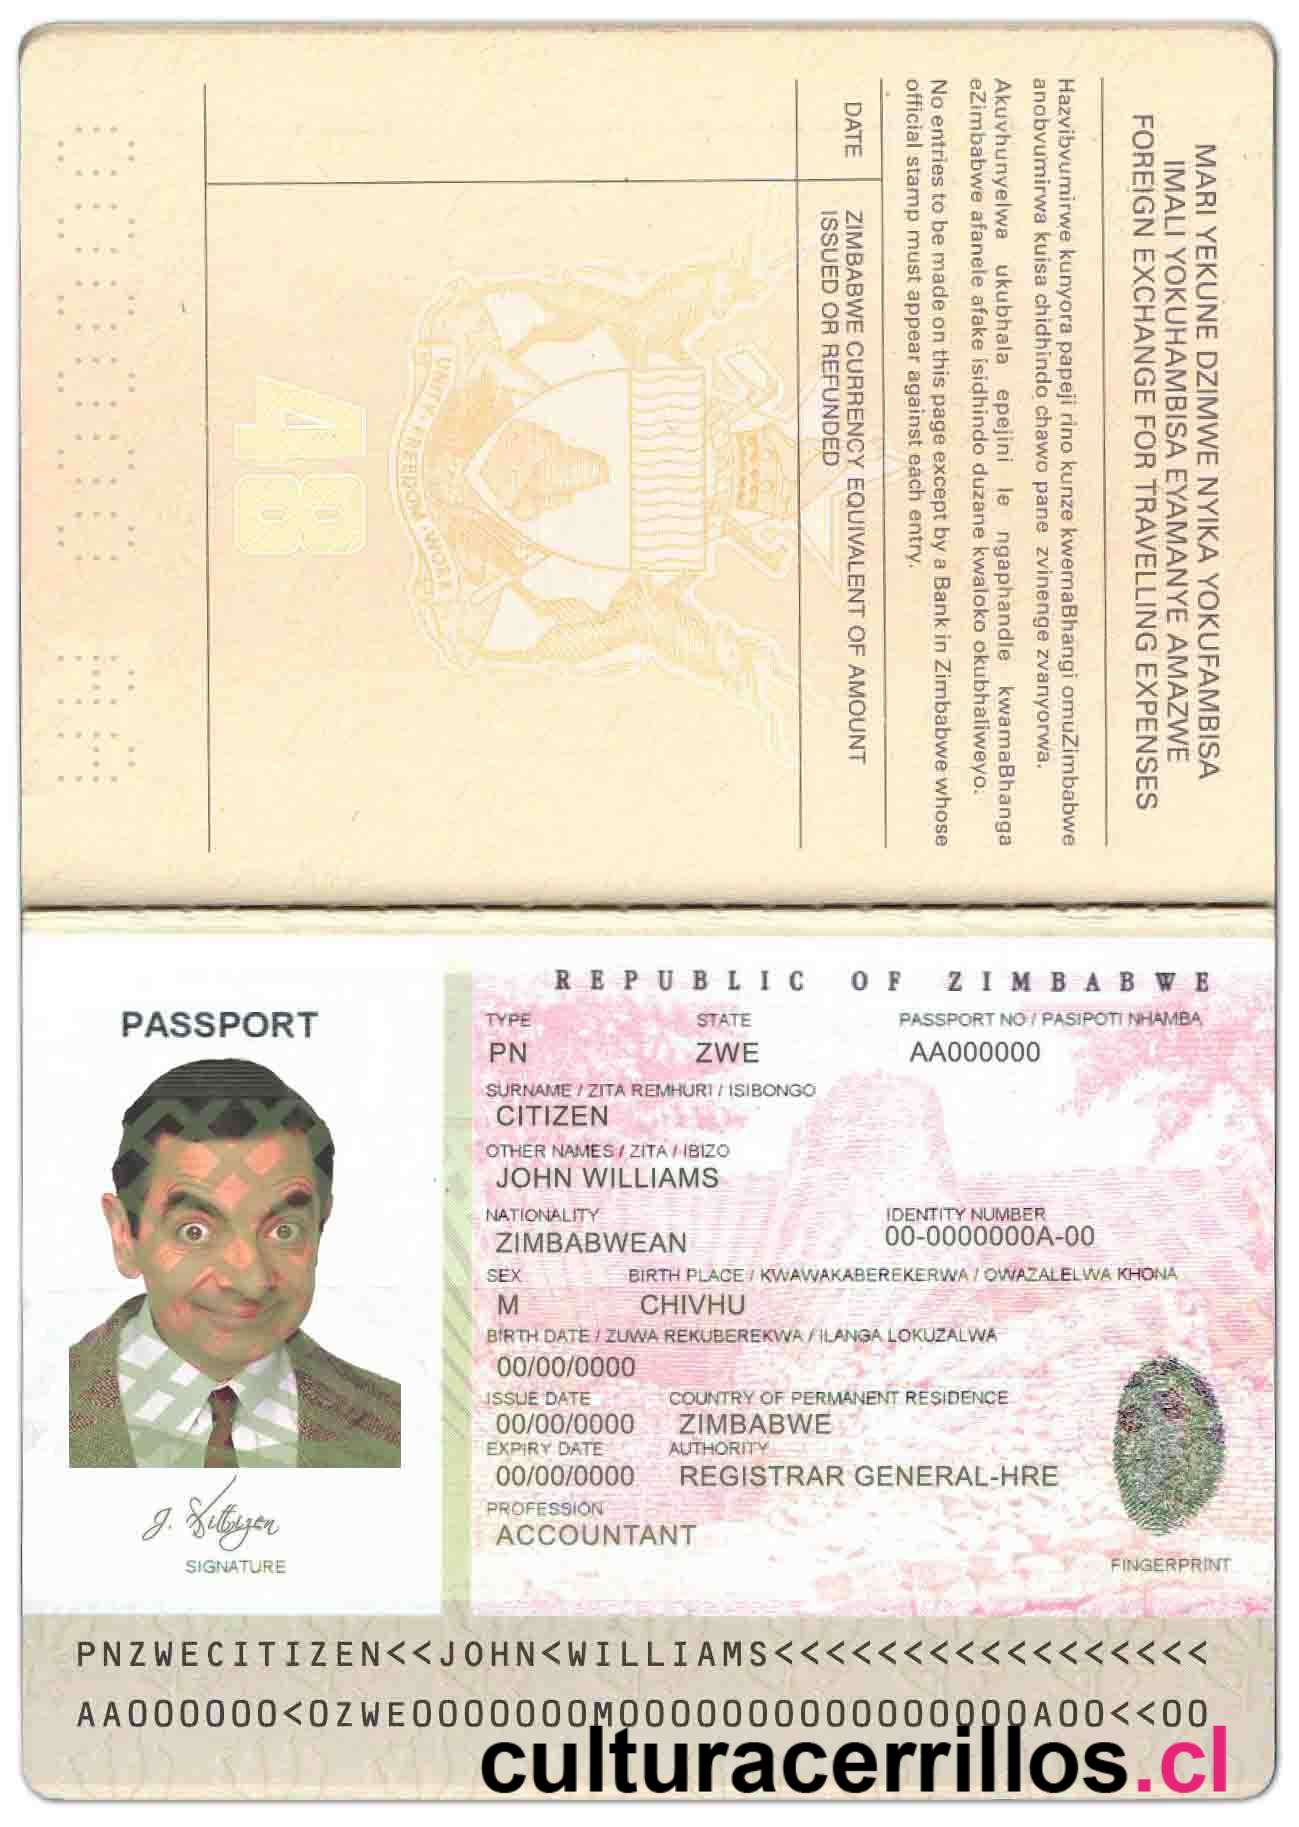 MARI YEKUNE DZIMWE NYIKA YOKUFAMBISA
IMALI YOKUHAMBISA EYAMANYE AMAZWE
FOREIGN EXCHANGE FOR TRAVELLING EXPENSES
Hazvibvumirwe kunyora papeji rino kunze kwemaBhangi omuZimbabwe
anobvumirwa kuisa chidhindo chawo pane zvinenge zvanyorwa.
Akuvhunyelwa ukubhala epejini le ngaphandle kwamaBhanga
eZimbabwe afanele afake isidhindo duzane kwaloko okubhaliweyo.
No entries to be made on this page except by a Bank in Zimbabwe whose
official stamp must appear against each entry.
DATE
ZIMBABWE CURRENCY EQUIVALENT OF AMOUNT
ISSUED OR REFUNDED
48
REPUBLIC OF ZIMBABWE
PASSPORT
TYPE STATE PASSPORT NO / PASIPOTI NHAMBA
PN ZWE AA000000
SURNAME / ZITA REMHURI / ISIBONGO
CITIZEN
OTHER NAMES / ZITA / IBIZO
JOHN WILLIAMS
NATIONALITY IDENTITY NUMBER
ZIMBABWEAN 00-0000000A-00
SEX BIRTH PLACE / KWAWAKABEREKERWA / OWAZALELWA KHONA
M CHIVHU
BIRTH DATE / ZUWA REKUBEREKWA / ILANGA LOKUZALWA
00/00/0000
ISSUE DATE COUNTRY OF PERMANENT RESIDENCE
00/00/0000 ZIMBABWE
EXPIRY DATE AUTHORITY
00/00/0000 REGISTRAR GENERAL-HRE
PROFESSION
ACCOUNTANT
SIGNATURE
FINGERPRINT
PNZWECITIZEN<<JOHN<WILLIAMS<<<<<<<<<<<<<<<<<
AA000000<0ZWE0000000M0000000000000000A00<<00
culturacerrillos.cl